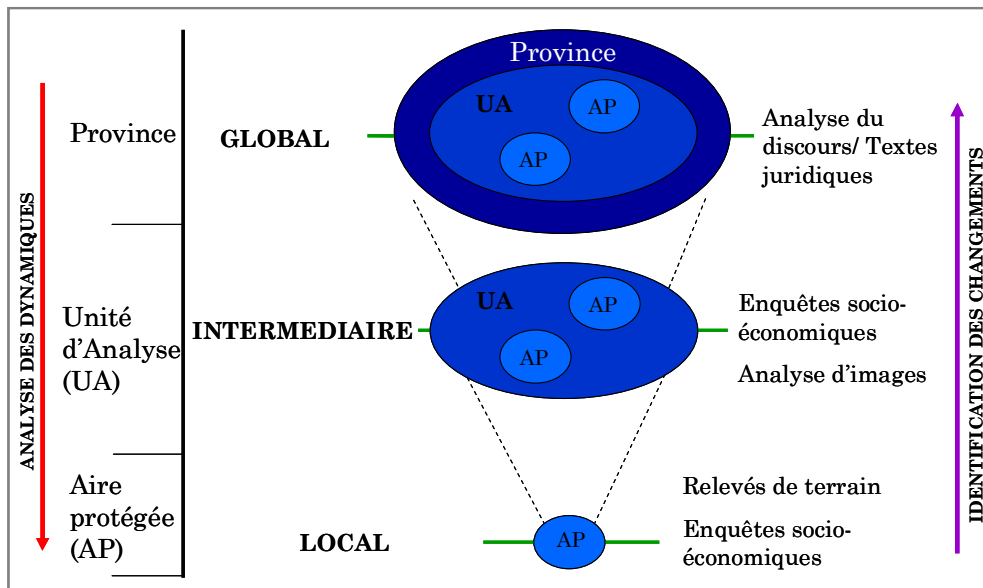 ANALYSE DES DYNAMIQUES
Province
GLOBAL
Province
UA
AP
AP
Analyse du
discours/ Textes
juridiques
Unité
d'Analyse
(UA)
INTERMEDIAIRE
UA
AP
AP
Enquêtes socio-
économiques
Analyse d'images
Aire
protégée
(AP)
LOCAL
AP
Relevés de terrain
Enquêtes socio-
économiques
IDENTIFICATION DES CHANGEMENTS